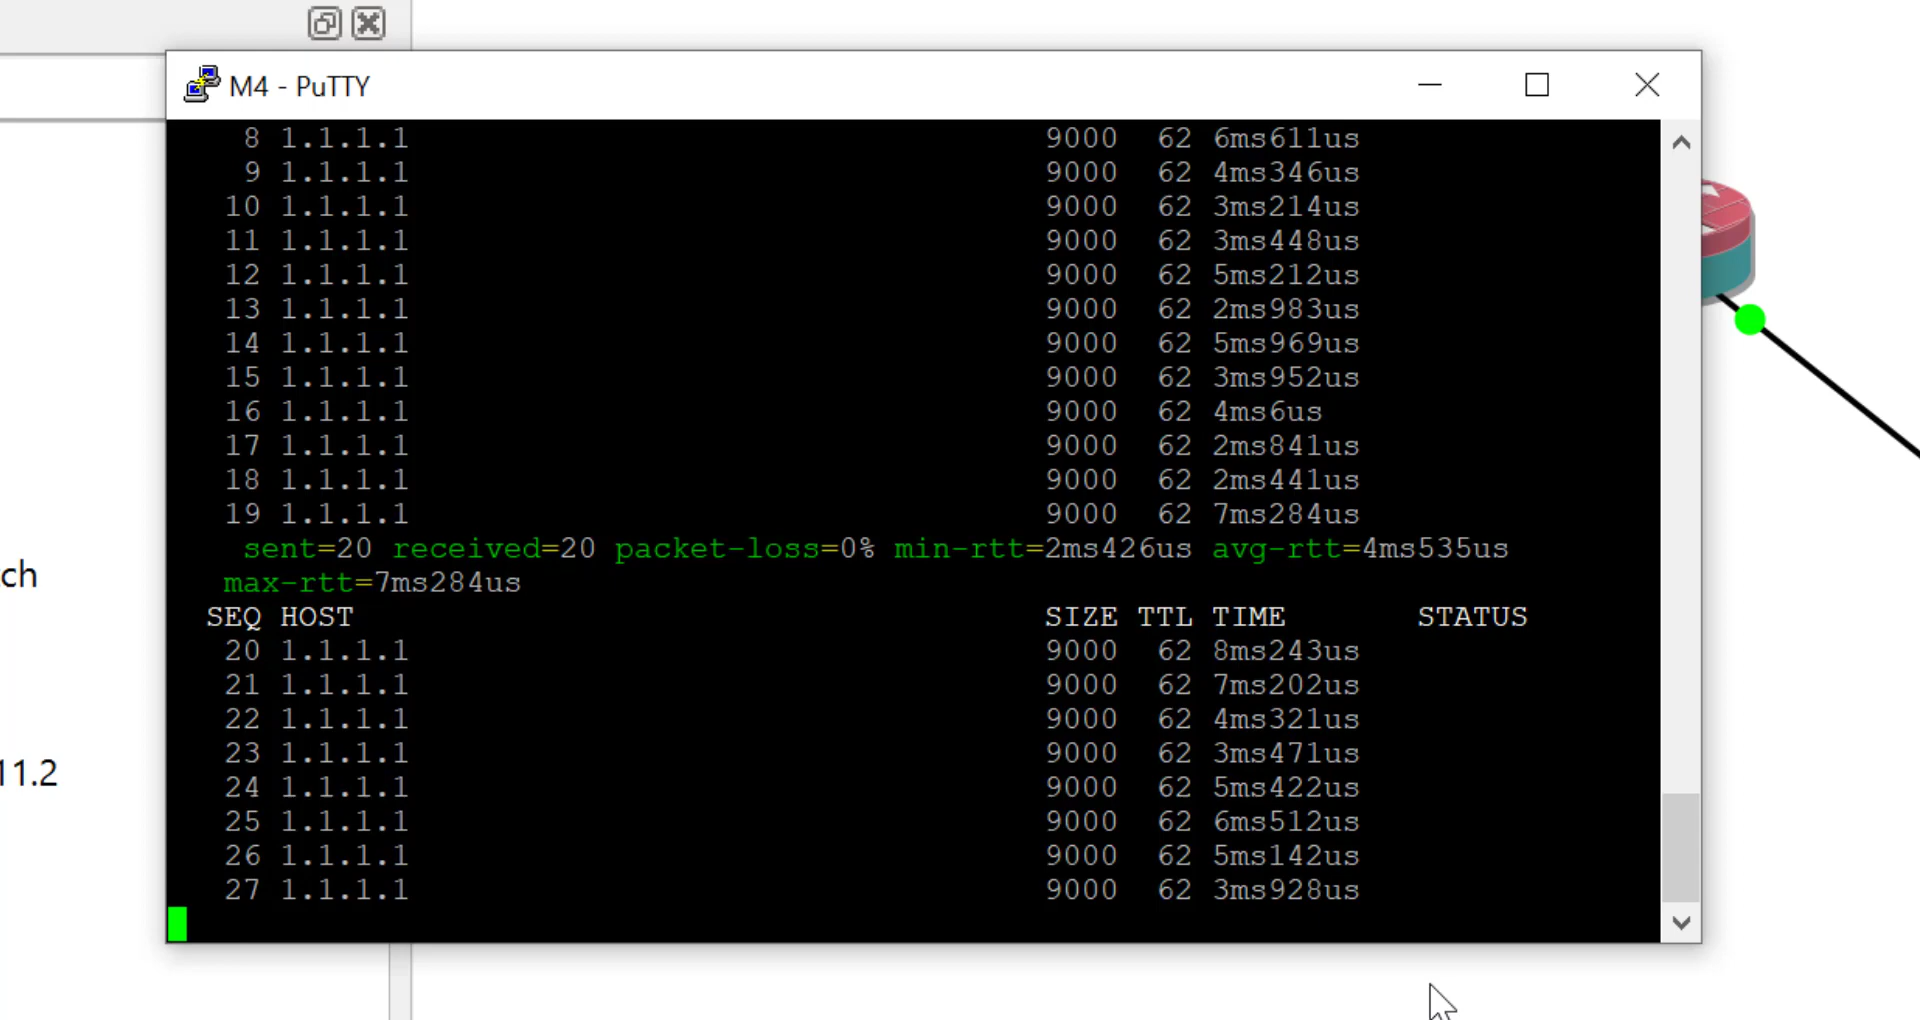 M4 - PuTTY
8 1.1.1.1 9000 62 6ms611us
9 1.1.1.1 9000 62 4ms346us
10 1.1.1.1 9000 62 3ms214us
11 1.1.1.1 9000 62 3ms448us
12 1.1.1.1 9000 62 5ms212us
13 1.1.1.1 9000 62 2ms983us
14 1.1.1.1 9000 62 5ms969us
15 1.1.1.1 9000 62 3ms952us
16 1.1.1.1 9000 62 4ms6us
17 1.1.1.1 9000 62 2ms841us
18 1.1.1.1 9000 62 2ms441us
19 1.1.1.1 9000 62 7ms284us
sent=20 received=20 packet-loss=0% min-rtt=2ms426us avg-rtt=4ms535us
max-rtt=7ms284us
SEQ HOST SIZE TTL TIME STATUS
20 1.1.1.1 9000 62 8ms243us
21 1.1.1.1 9000 62 7ms202us
22 1.1.1.1 9000 62 4ms321us
23 1.1.1.1 9000 62 3ms471us
24 1.1.1.1 9000 62 5ms422us
25 1.1.1.1 9000 62 6ms512us
26 1.1.1.1 9000 62 5ms142us
27 1.1.1.1 9000 62 3ms928us
ch
11.2